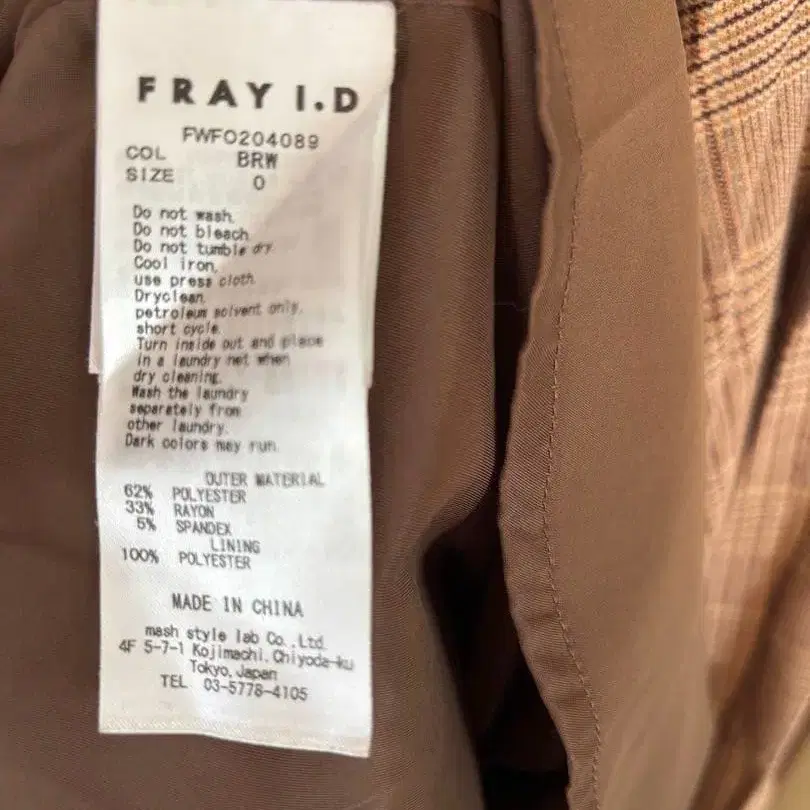 FRAY I.D
FWFO204089
COL BRW
SIZE 0
Do not wash.
Do not bleach.
Do not tumble dry.
Cool iron,
use press cloth.
Dryclean,
petroleum solvent only,
short cycle.
Turn inside out and place
in a laundry net when
dry cleaning.
Wash the laundry
separately from
other laundry.
Dark colors may run.
OUTER MATERIAL
62% POLYESTER
33% RAYON
5% SPANDEX
LINING
100% POLYESTER
MADE IN CHINA
mash style lab Co.,Ltd.
4F 5-7-1 Kojimachi, Chiyoda-ku
Tokyo, Japan
TEL 03-5778-4105